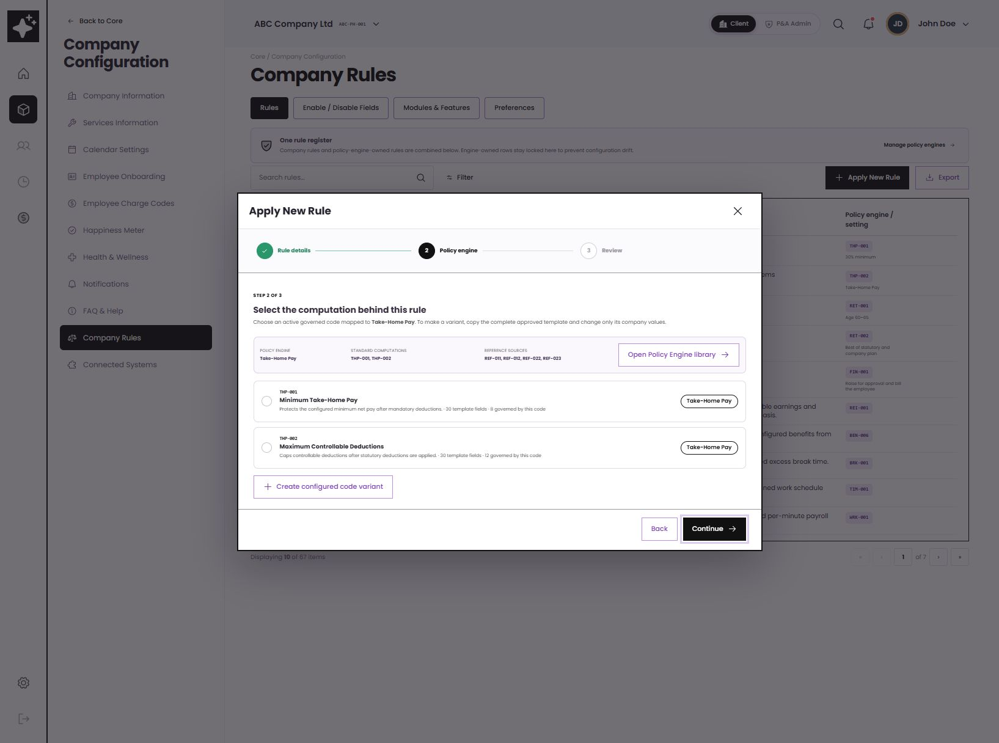 Back to Core
Company
Configuration
Company Information
Services Information
Calendar Settings
Employee Onboarding
Employee Charge Codes
Happiness Meter
Health & Wellness
Notifications
FAQ & Help
Company Rules
Connected Systems
ABC Company Ltd ABC-PH-001
Client P&A Admin
JD John Doe
Core / Company Configuration
Company Rules
Rules Enable / Disable Fields Modules & Features Preferences
One rule register
Company rules and policy-engine-owned rules are combined below. Engine-owned rows stay locked here to prevent configuration drift.
Manage policy engines →
Search rules...
Filter
Apply New Rule Export
Policy engine /
setting
THP-001
30% minimum
ems
THP-002
Take-Home Pay
RET-001
Age 60–65
RET-002
Best of statutory and
company plan
FIN-001
Raise for approval and bill
the employee
ble earnings and
asis.
REI-001
nfigured benefits from
BEN-006
d excess break time.
BRK-001
ned work schedule
TIM-001
d per-minute payroll
WRK-001
Apply New Rule
Rule details
2 Policy engine
3 Review
STEP 2 OF 3
Select the computation behind this rule
Choose an active governed code mapped to Take-Home Pay. To make a variant, copy the complete approved template and change only its company values.
POLICY ENGINE STANDARD COMPUTATIONS REFERENCE SOURCES
Take-Home Pay THP-001, THP-002 REF-011, REF-012, REF-022, REF-023
Open Policy Engine library →
THP-001
Minimum Take-Home Pay
Protects the configured minimum net pay after mandatory deductions. · 30 template fields · 8 governed by this code
Take-Home Pay
THP-002
Maximum Controllable Deductions
Caps controllable deductions after statutory deductions are applied. · 30 template fields · 12 governed by this code
Take-Home Pay
+ Create configured code variant
Back Continue →
Displaying 10 of 67 items
« ‹ 1 of 7 › »